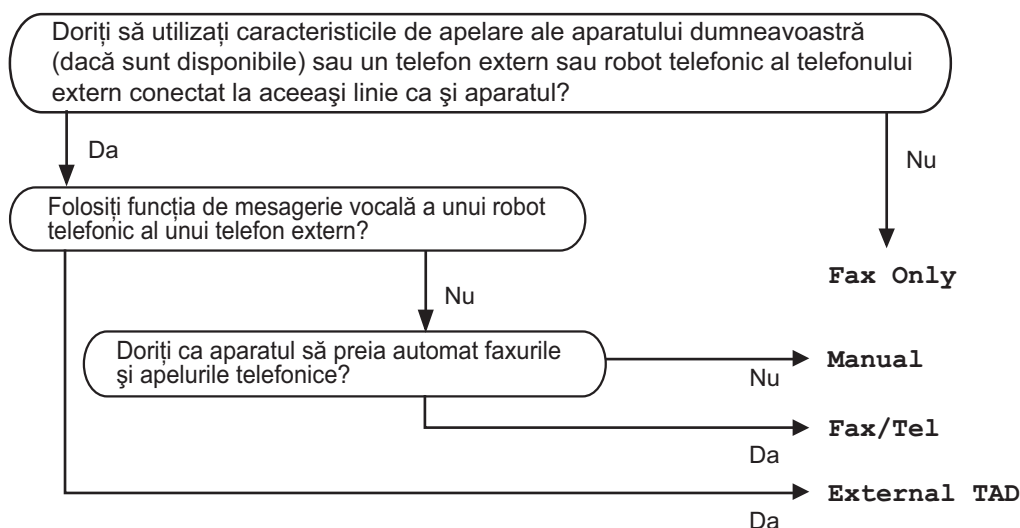 Doriți să utilizați caracteristicile de apelare ale aparatului dumneavoastră
(dacă sunt disponibile) sau un telefon extern sau robot telefonic al telefonului
extern conectat la aceeaşi linie ca şi aparatul?
Da
Nu
Folosiți funcția de mesagerie vocală a unui robot
telefonic al unui telefon extern?
Fax Only
Nu
Doriți ca aparatul să preia automat faxurile
şi apelurile telefonice?
Nu
Manual
Da
Fax/Tel
Da
External TAD